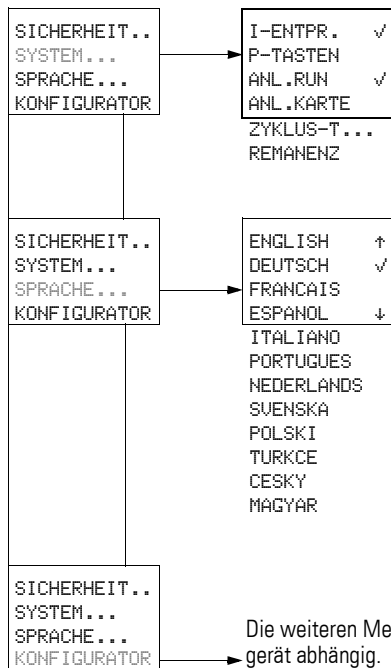 SICHERHEIT..
SYSTEM...
SPRACHE...
KONFIGURATOR
I-ENTPR. √
P-TASTEN
ANL.RUN √
ANL.KARTE
ZYKLUS-T...
REMANENZ
SICHERHEIT..
SYSTEM...
SPRACHE...
KONFIGURATOR
ENGLISH ↑
DEUTSCH √
FRANCAIS
ESPANOL ↓
ITALIANO
PORTUGUES
NEDERLANDS
SVENSKA
POLSKI
TURKCE
CESKY
MAGYAR
SICHERHEIT..
SYSTEM...
SPRACHE...
KONFIGURATOR
Die weiteren Me
gerät abhängig.